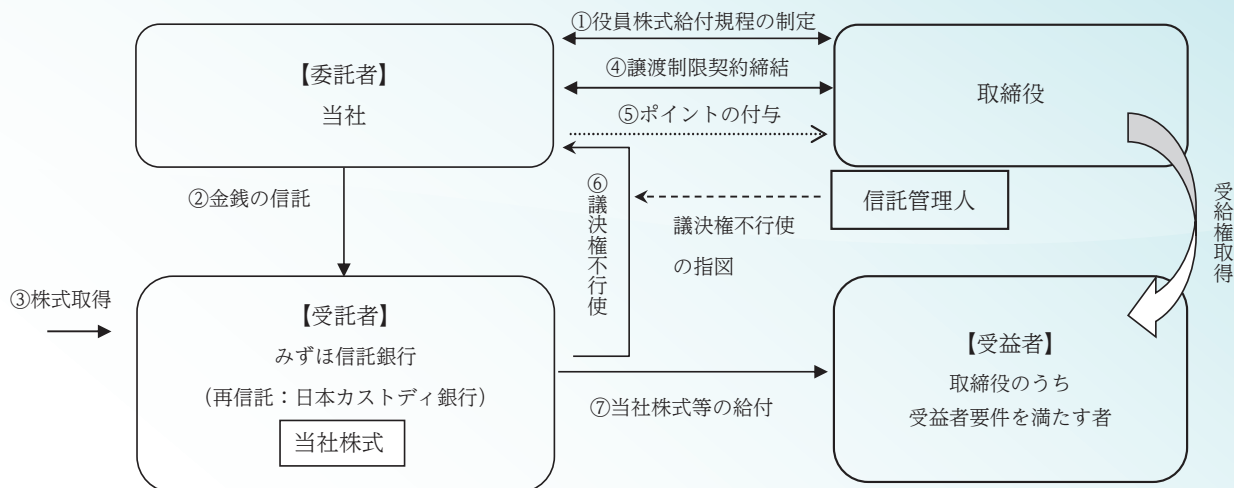 ①役員株式給付規程の制定
【委託者】
当社
④譲渡制限契約締結
取締役
⑤ポイントの付与
②金銭の信託
⑥議決権不行使
信託管理人
議決権不行使
の指図
受給権取得
③株式取得
【受託者】
みずほ信託銀行
（再信託：日本カストディ銀行）
当社株式
⑦当社株式等の給付
【受益者】
取締役のうち
受益者要件を満たす者